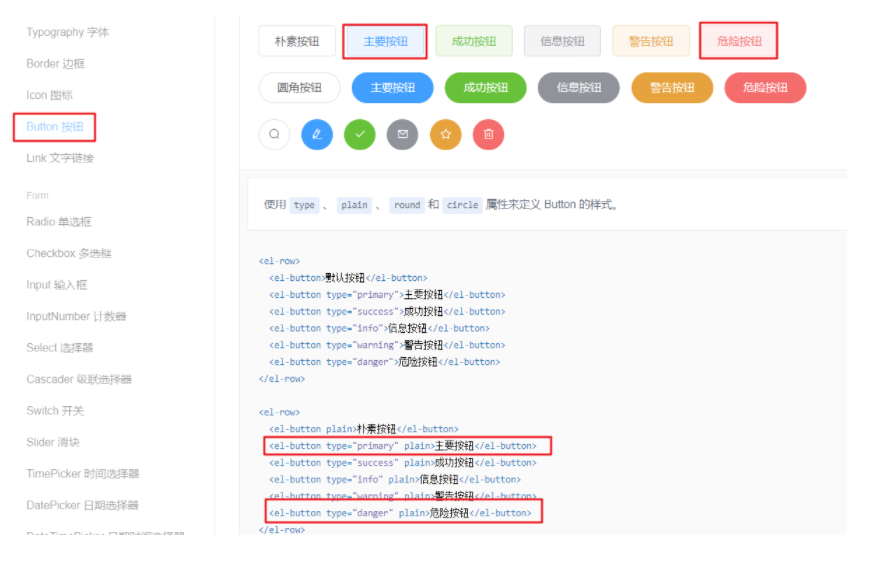 Typography 字体
Border 边框
Icon 图标
Button 按钮
Link 文字链接
Form
Radio 单选框
Checkbox 多选框
Input 输入框
InputNumber 计数器
Select 选择器
Cascader 级联选择器
Switch 开关
Slider 滑块
TimePicker 时间选择器
DatePicker 日期选择器
DateTimePicker 日期时间选择器
朴素按钮 主要按钮 成功按钮 信息按钮 警告按钮 危险按钮
圆角按钮 主要按钮 成功按钮 信息按钮 警告按钮 危险按钮
使用 type 、 plain 、 round 和 circle 属性来定义 Button 的样式。
<el-row>
<el-button>默认按钮</el-button>
<el-button type="primary">主要按钮</el-button>
<el-button type="success">成功按钮</el-button>
<el-button type="info">信息按钮</el-button>
<el-button type="warning">警告按钮</el-button>
<el-button type="danger">危险按钮</el-button>
</el-row>
<el-row>
<el-button plain>朴素按钮</el-button>
<el-button type="primary" plain>主要按钮</el-button>
<el-button type="success" plain>成功按钮</el-button>
<el-button type="info" plain>信息按钮</el-button>
<el-button type="warning" plain>警告按钮</el-button>
<el-button type="danger" plain>危险按钮</el-button>
</el-row>